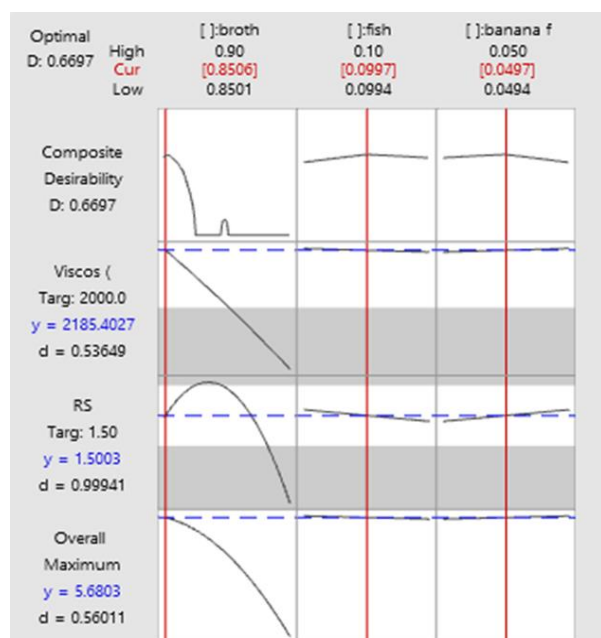 Optimal
D: 0.6697
High
Cur
Low
[ ]:broth
0.90
[0.8506]
0.8501
[ ]:fish
0.10
[0.0997]
0.0994
[ ]:banana f
0.050
[0.0497]
0.0494
Composite
Desirability
D: 0.6697
Viscos (
Targ: 2000.0
y = 2185.4027
d = 0.53649
RS
Targ: 1.50
y = 1.5003
d = 0.99941
Overall
Maximum
y = 5.6803
d = 0.56011